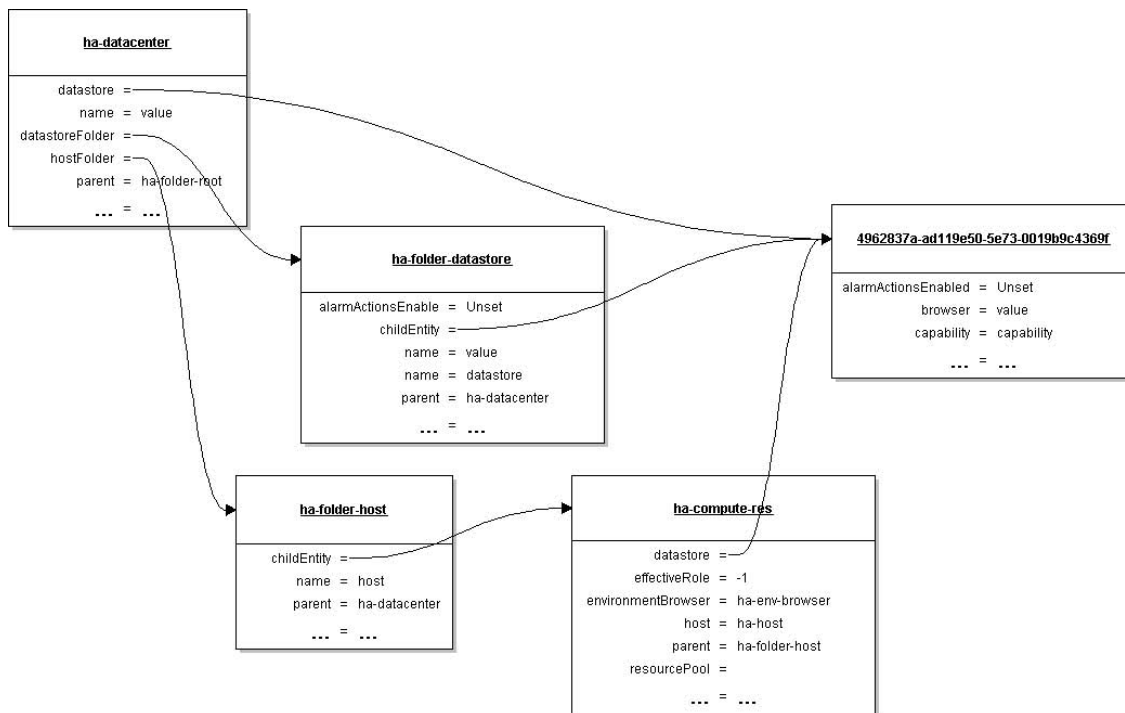 ha-datacenter
datastore =
name = value
datastoreFolder =
hostFolder =
parent = ha-folder-root
... = ...
ha-folder-datastore
alarmActionsEnable = Unset
childEntity =
name = value
name = datastore
parent = ha-datacenter
... = ...
4962837a-ad119e50-5e73-0019b9c4369f
alarmActionsEnabled = Unset
browser = value
capability = capability
... = ...
ha-folder-host
childEntity =
name = host
parent = ha-datacenter
... = ...
ha-compute-res
datastore =
effectiveRole = -1
environmentBrowser = ha-env-browser
host = ha-host
parent = ha-folder-host
resourcePool =
... = ...